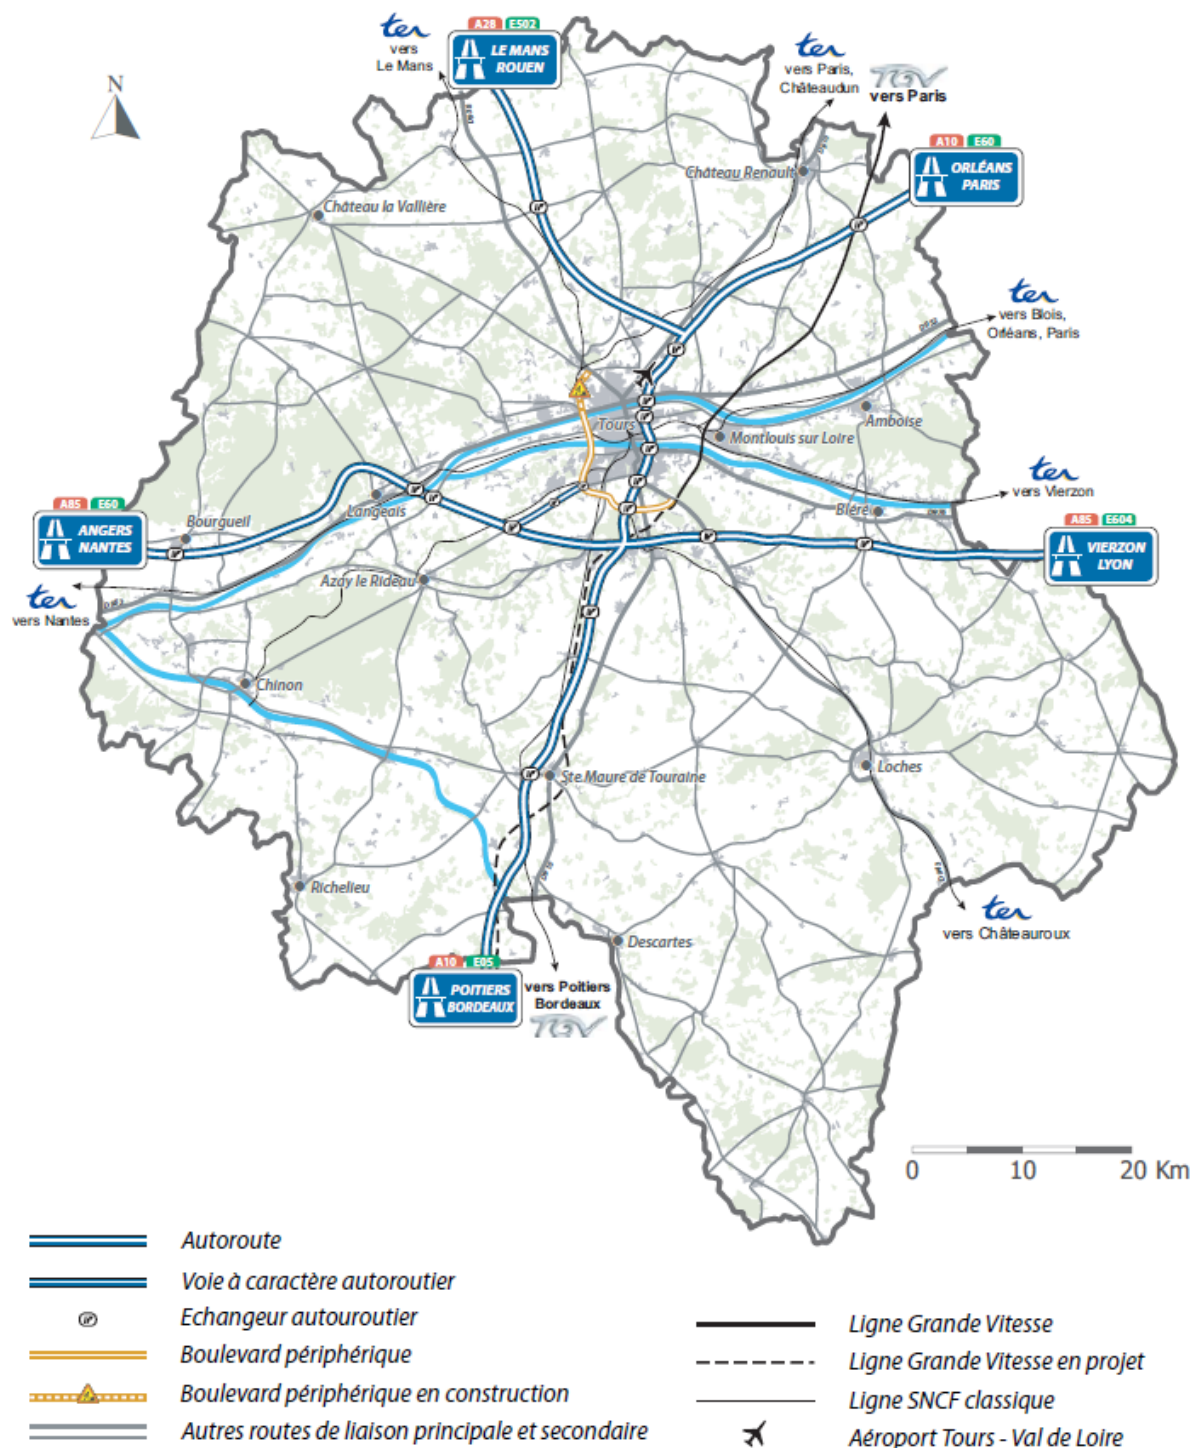 A28 E502
LE MANS
ROUEN
ter
vers
Le Mans
ter
vers Paris,
Châteaudun
TGV
vers Paris
N
A10 E60
ORLÉANS
PARIS
Château Renault
Château la Vallière
ter
vers Blois,
Orléans, Paris
Amboise
Tours
Montlouis sur Loire
ter
vers Vierzon
Bléré
Langeais
A85 E60
ANGERS
NANTES
Bourgueil
A85 E604
VIERZON
LYON
Azay le Rideau
ter
vers Nantes
Chinon
Loches
Ste Maure de Touraine
Richelieu
ter
vers Châteauroux
Descartes
A10 E05
POITIERS
BORDEAUX
vers Poitiers
Bordeaux
TGV
0 10 20 Km
Autoroute
Voie à caractère autoroutier
Echangeur autouroutier
Boulevard périphérique
Boulevard périphérique en construction
Autres routes de liaison principale et secondaire
Ligne Grande Vitesse
Ligne Grande Vitesse en projet
Ligne SNCF classique
Aéroport Tours - Val de Loire